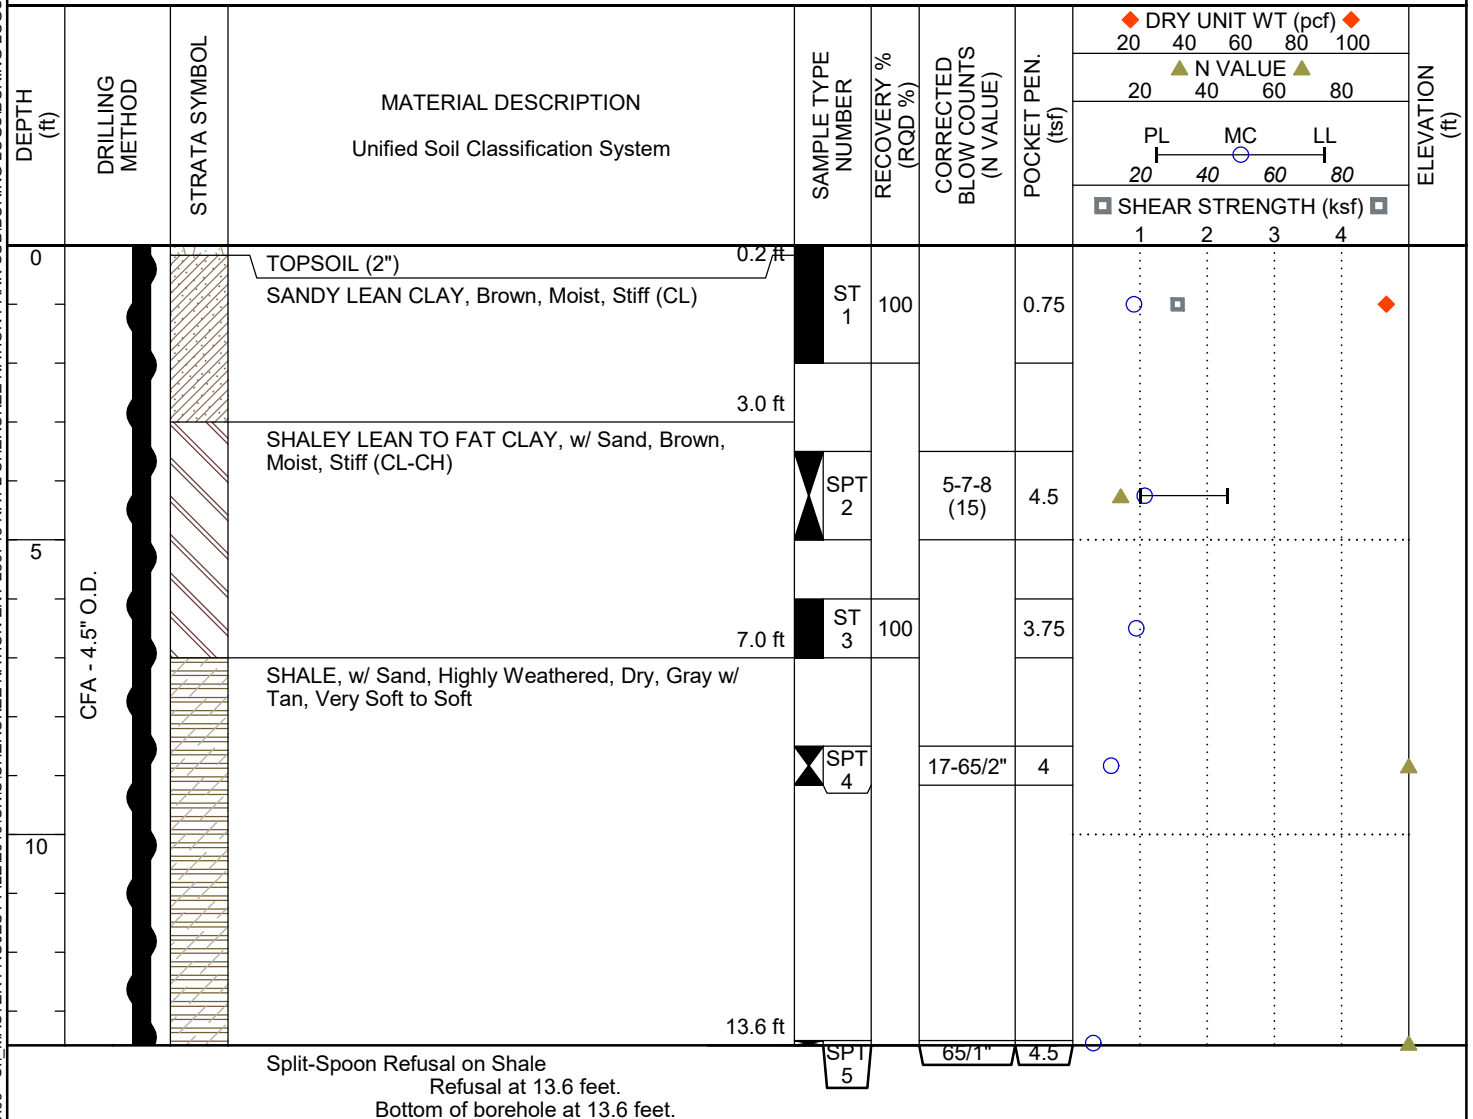 DEPTH
(ft)
DRILLING
METHOD
STRATA SYMBOL
MATERIAL DESCRIPTION
Unified Soil Classification System
SAMPLE TYPE
NUMBER
RECOVERY %
(RQD %)
CORRECTED
BLOW COUNTS
(N VALUE)
POCKET PEN.
(tsf)
DRY UNIT WT (pcf)
20 40 60 80 100
N VALUE
20 40 60 80
PL MC LL
20 40 60 80
SHEAR STRENGTH (ksf)
1 2 3 4
ELEVATION
(ft)
0
0.2 ft
TOPSOIL (2")
SANDY LEAN CLAY, Brown, Moist, Stiff (CL)
ST
1
100
0.75
3.0 ft
SHALEY LEAN TO FAT CLAY, w/ Sand, Brown,
Moist, Stiff (CL-CH)
SPT
2
5-7-8
(15)
4.5
5
CFA - 4.5" O.D.
ST
3
100
3.75
7.0 ft
SHALE, w/ Sand, Highly Weathered, Dry, Gray w/
Tan, Very Soft to Soft
SPT
4
17-65/2"
4
10
13.6 ft
SPT
5
65/1"
4.5
Split-Spoon Refusal on Shale
Refusal at 13.6 feet.
Bottom of borehole at 13.6 feet.